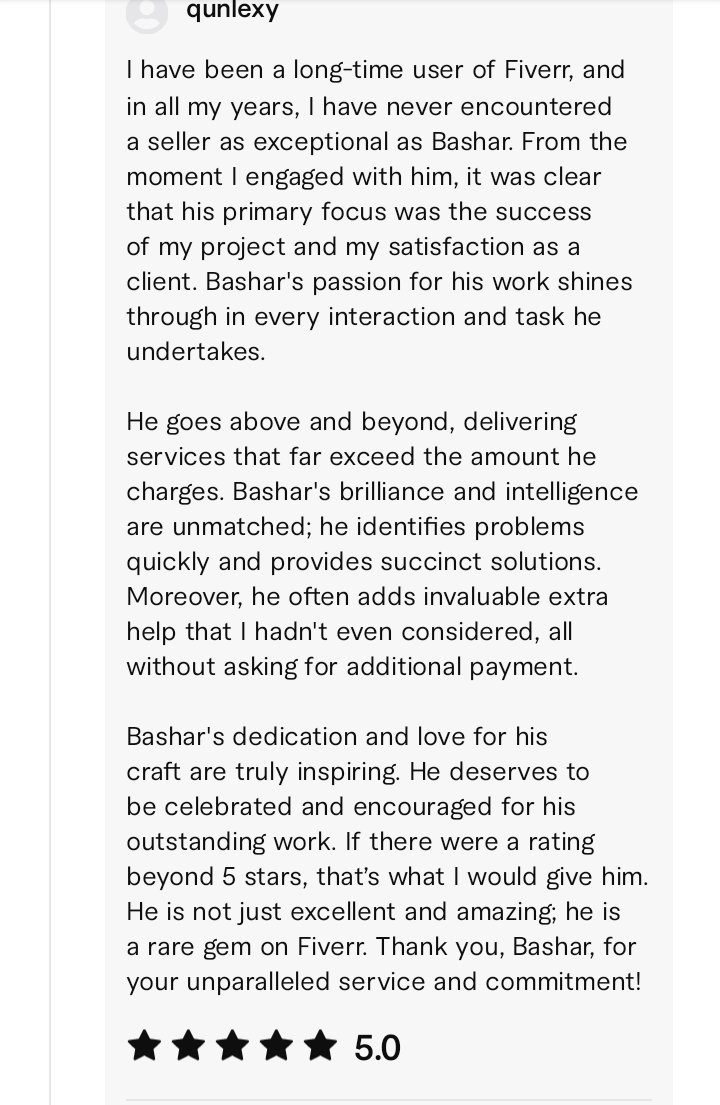 qunlexy
I have been a long-time user of Fiverr, and
in all my years, I have never encountered
a seller as exceptional as Bashar. From the
moment I engaged with him, it was clear
that his primary focus was the success
of my project and my satisfaction as a
client. Bashar's passion for his work shines
through in every interaction and task he
undertakes.
He goes above and beyond, delivering
services that far exceed the amount he
charges. Bashar's brilliance and intelligence
are unmatched; he identifies problems
quickly and provides succinct solutions.
Moreover, he often adds invaluable extra
help that I hadn't even considered, all
without asking for additional payment.
Bashar's dedication and love for his
craft are truly inspiring. He deserves to
be celebrated and encouraged for his
outstanding work. If there were a rating
beyond 5 stars, that’s what I would give him.
He is not just excellent and amazing; he is
a rare gem on Fiverr. Thank you, Bashar, for
your unparalleled service and commitment!
5.0